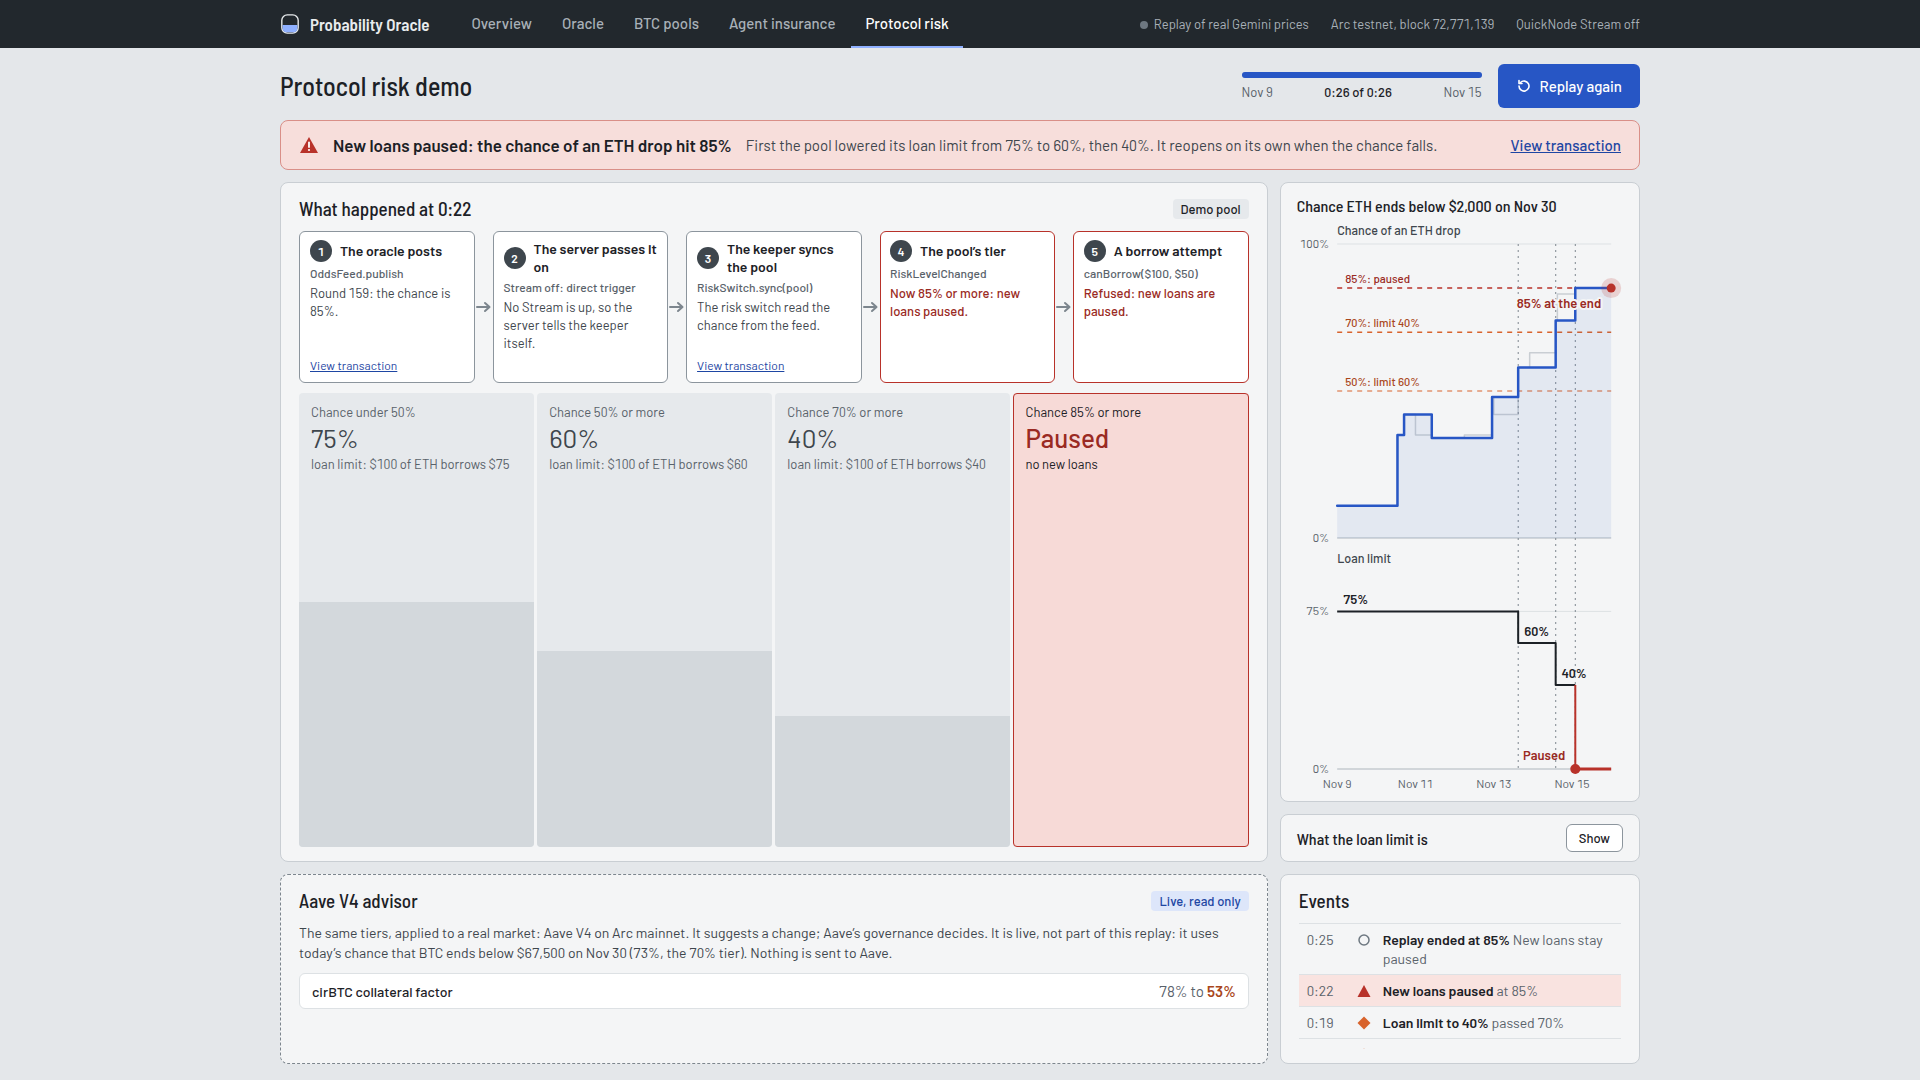 Probability Oracle
Overview
Oracle
BTC pools
Agent insurance
Protocol risk
Replay of real Gemini prices
Arc testnet, block 72,771,139
QuickNode Stream off
Protocol risk demo
Nov 9
0:26 of 0:26
Nov 15
Replay again
New loans paused: the chance of an ETH drop hit 85%
First the pool lowered its loan limit from 75% to 60%, then 40%. It reopens on its own when the chance falls.
View transaction
What happened at 0:22
Demo pool
1
The oracle posts
OddsFeed.publish
Round 159: the chance is
85%.
View transaction
2
The server passes it
on
Stream off: direct trigger
No Stream is up, so the
server tells the keeper
itself.
3
The keeper syncs
the pool
RiskSwitch.sync(pool)
The risk switch read the
chance from the feed.
View transaction
4
The pool's tier
RiskLevelChanged
Now 85% or more: new
loans paused.
5
A borrow attempt
canBorrow($100, $50)
Refused: new loans are
paused.
Chance under 50%
75%
loan limit: $100 of ETH borrows $75
Chance 50% or more
60%
loan limit: $100 of ETH borrows $60
Chance 70% or more
40%
loan limit: $100 of ETH borrows $40
Chance 85% or more
Paused
no new loans
Chance ETH ends below $2,000 on Nov 30
Chance of an ETH drop
100%
85%: paused
85% at the end
70%: limit 40%
50%: limit 60%
0%
Loan limit
75%
75%
60%
40%
Paused
0%
Nov 9
Nov 11
Nov 13
Nov 15
What the loan limit is
Show
Aave V4 advisor
Live, read only
The same tiers, applied to a real market: Aave V4 on Arc mainnet. It suggests a change; Aave's governance decides. It is live, not part of this replay: it uses
today's chance that BTC ends below $67,500 on Nov 30 (73%, the 70% tier). Nothing is sent to Aave.
cirBTC collateral factor
78% to 53%
Events
0:25
Replay ended at 85% New loans stay
paused
0:22
New loans paused at 85%
0:19
Loan limit to 40% passed 70%